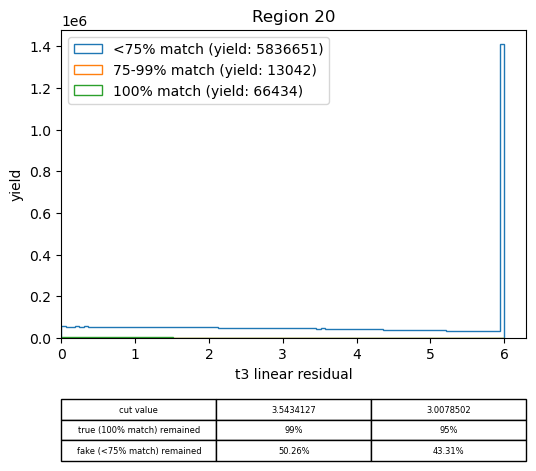 Region 20
1e6
<75% match (yield: 5836651)
75-99% match (yield: 13042)
100% match (yield: 66434)
1.4
1.2
1.0
0.8
0.6
0.4
0.2
0.0
yield
0 1 2 3 4 5 6
t3 linear residual
cut value 3.5434127 3.0078502
true (100% match) remained 99% 95%
fake (<75% match) remained 50.26% 43.31%